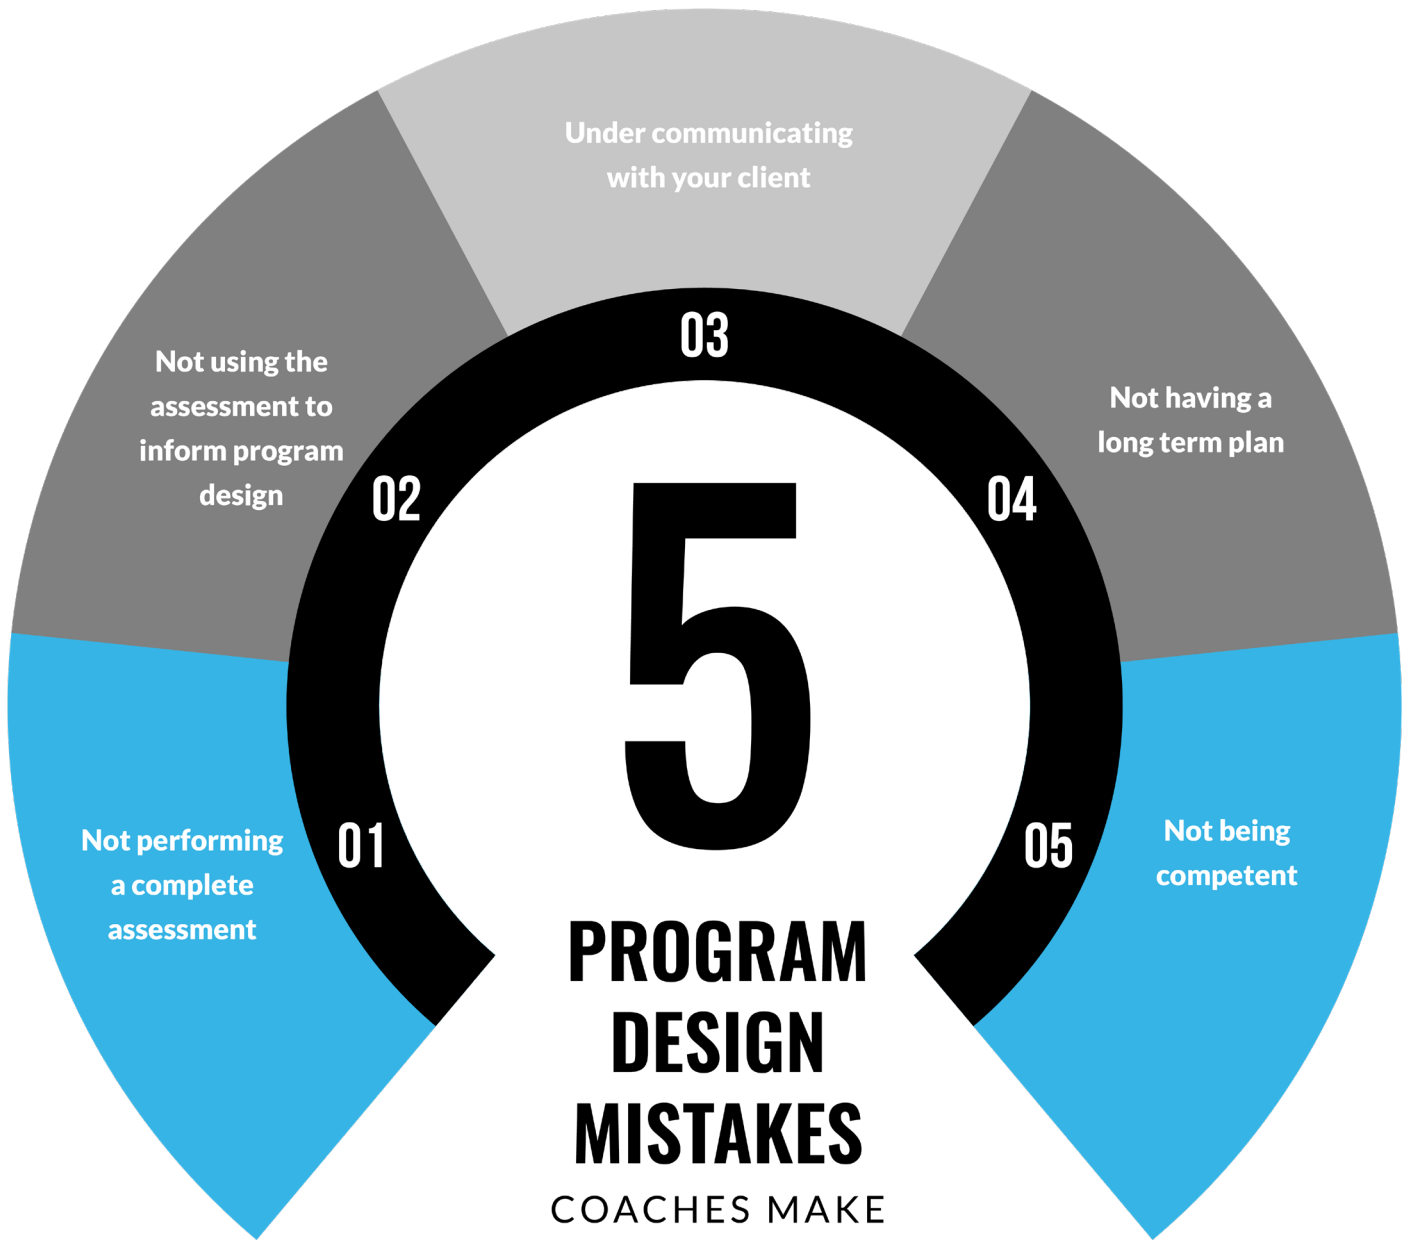 Under communicating
with your client
03
Not using the
assessment to
inform program
design
02
Not having a
long term plan
04
5
Not performing
a complete
assessment
01
Not being
competent
05
PROGRAM
DESIGN
MISTAKES
COACHES MAKE